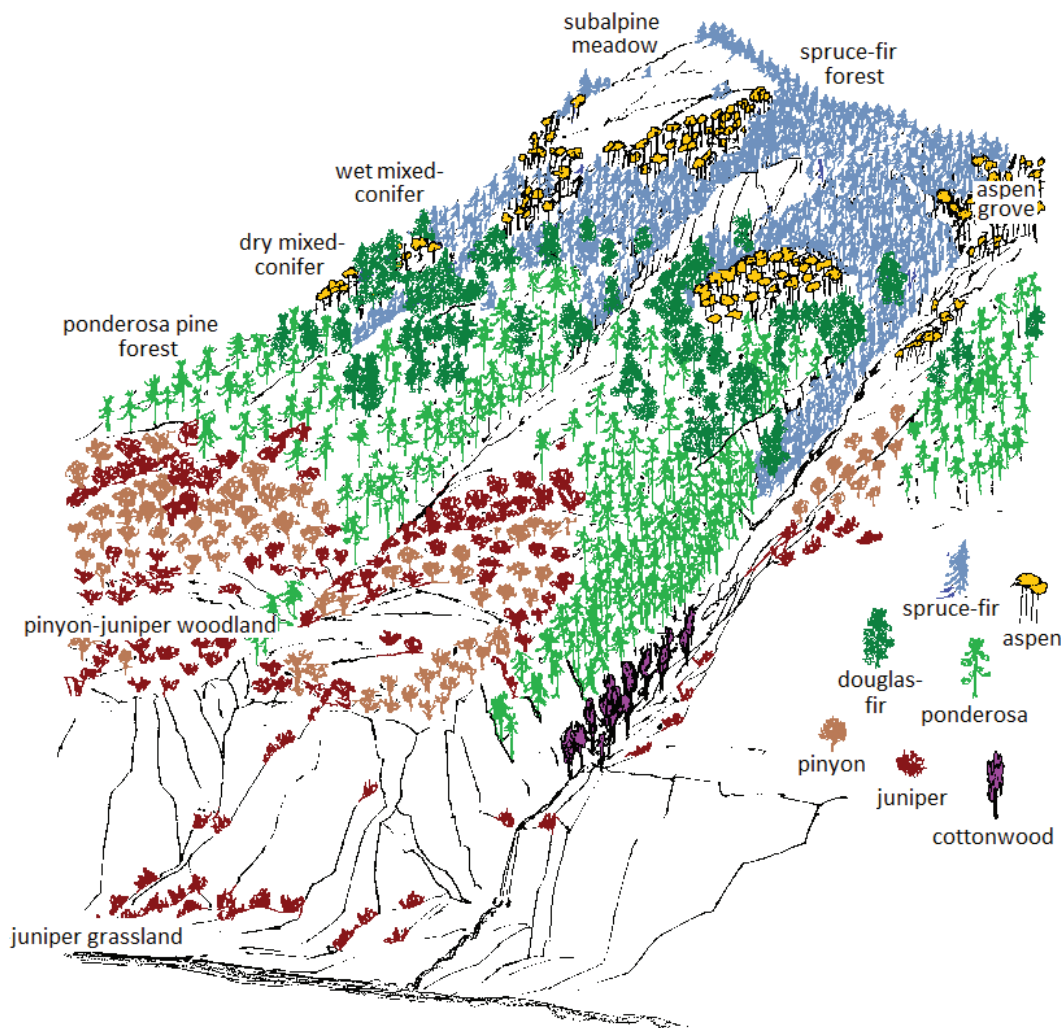 subalpine
meadow
spruce-fir
forest
wet mixed-
conifer
aspen
grove
dry mixed-
conifer
ponderosa pine
forest
pinyon-juniper woodland
juniper grassland
spruce-fir
aspen
douglas-
fir
ponderosa
pinyon
juniper
cottonwood